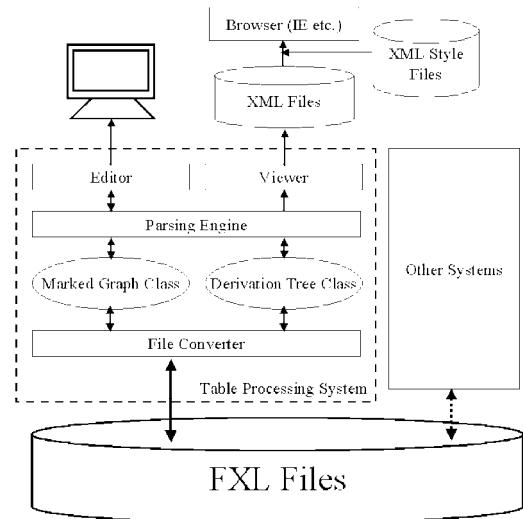 Browser (IE etc.)
XML Style
Files
XML Files
Editor
Viewer
Parsing Engine
Marked Graph Class
Derivation Tree Class
Other Systems
File Converter
Table Processing System
FXL Files